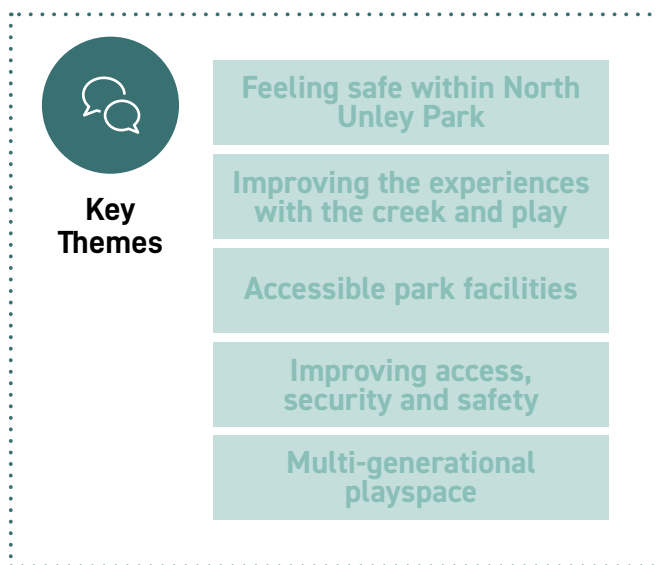 Key
Themes
Feeling safe within North
Unley Park
Improving the experiences
with the creek and play
Accessible park facilities
Improving access,
security and safety
Multi-generational
playspace